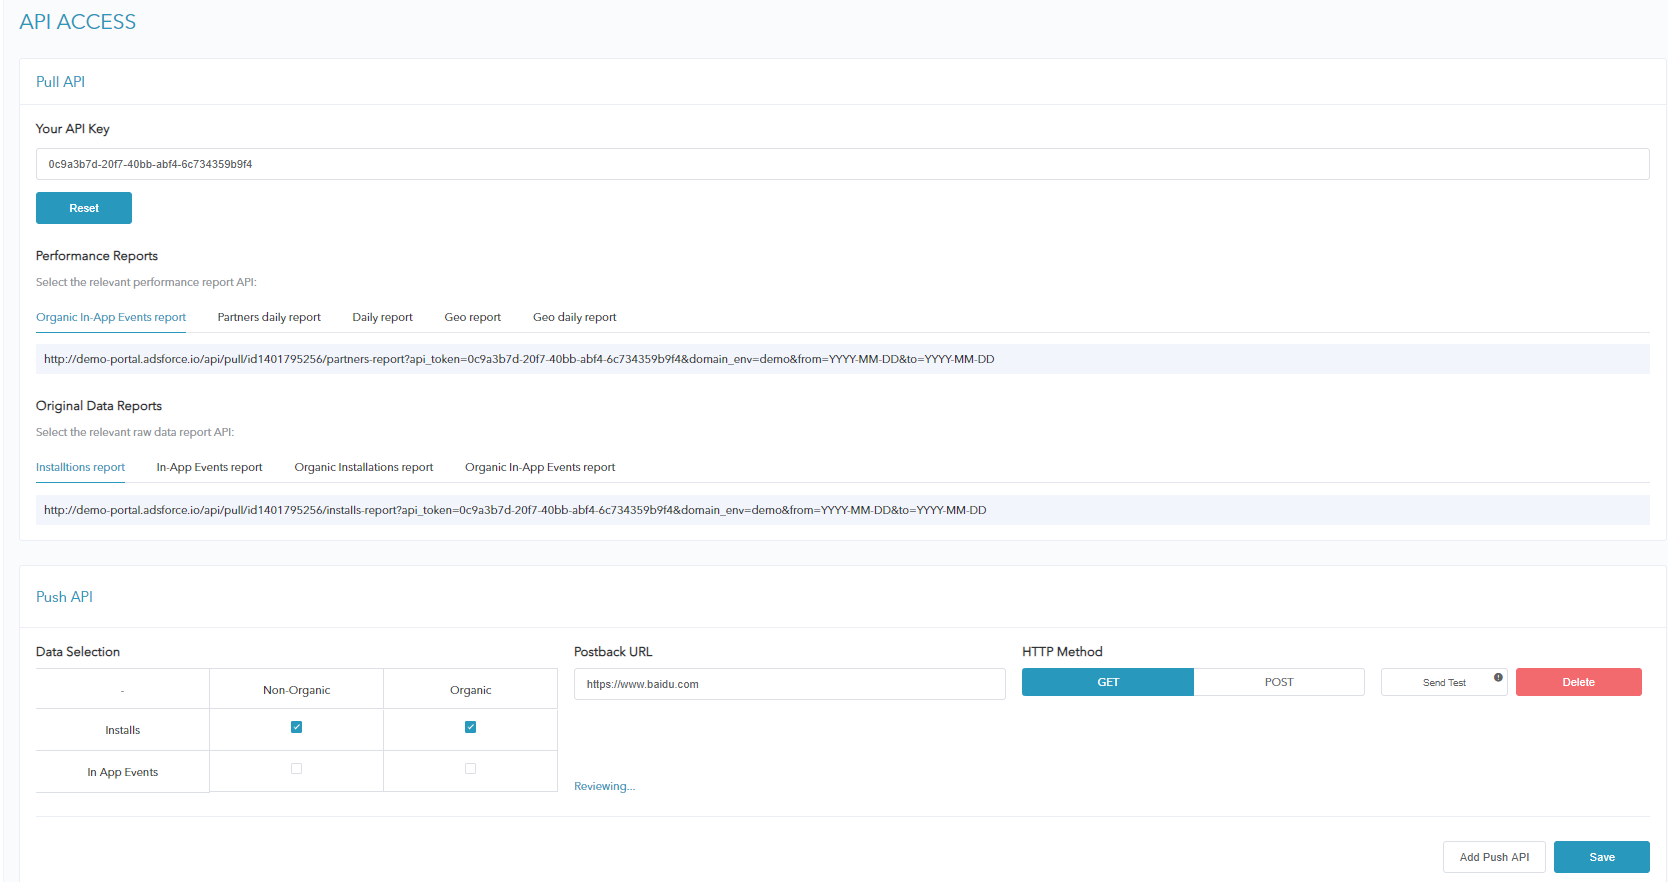 API ACCESS
Pull API
Your API Key
0c9a3b7d-20f7-40bb-abf4-6c734359b9f4
Reset
Performance Reports
Select the relevant performance report API:
Organic In-App Events report Partners daily report Daily report Geo report Geo daily report
http://demo-portal.adsforce.io/api/pull/id1401795256/partners-report?api_token=0c9a3b7d-20f7-40bb-abf4-6c734359b9f4&domain_env=demo&from=YYYY-MM-DD&to=YYYY-MM-DD
Original Data Reports
Select the relevant raw data report API:
Installtions report In-App Events report Organic Installations report Organic In-App Events report
http://demo-portal.adsforce.io/api/pull/id1401795256/installs-report?api_token=0c9a3b7d-20f7-40bb-abf4-6c734359b9f4&domain_env=demo&from=YYYY-MM-DD&to=YYYY-MM-DD
Push API
Data Selection Postback URL HTTP Method
- Non-Organic Organic https://www.baidu.com GET POST Send Test Delete
Installs
In App Events
Reviewing...
Add Push API Save